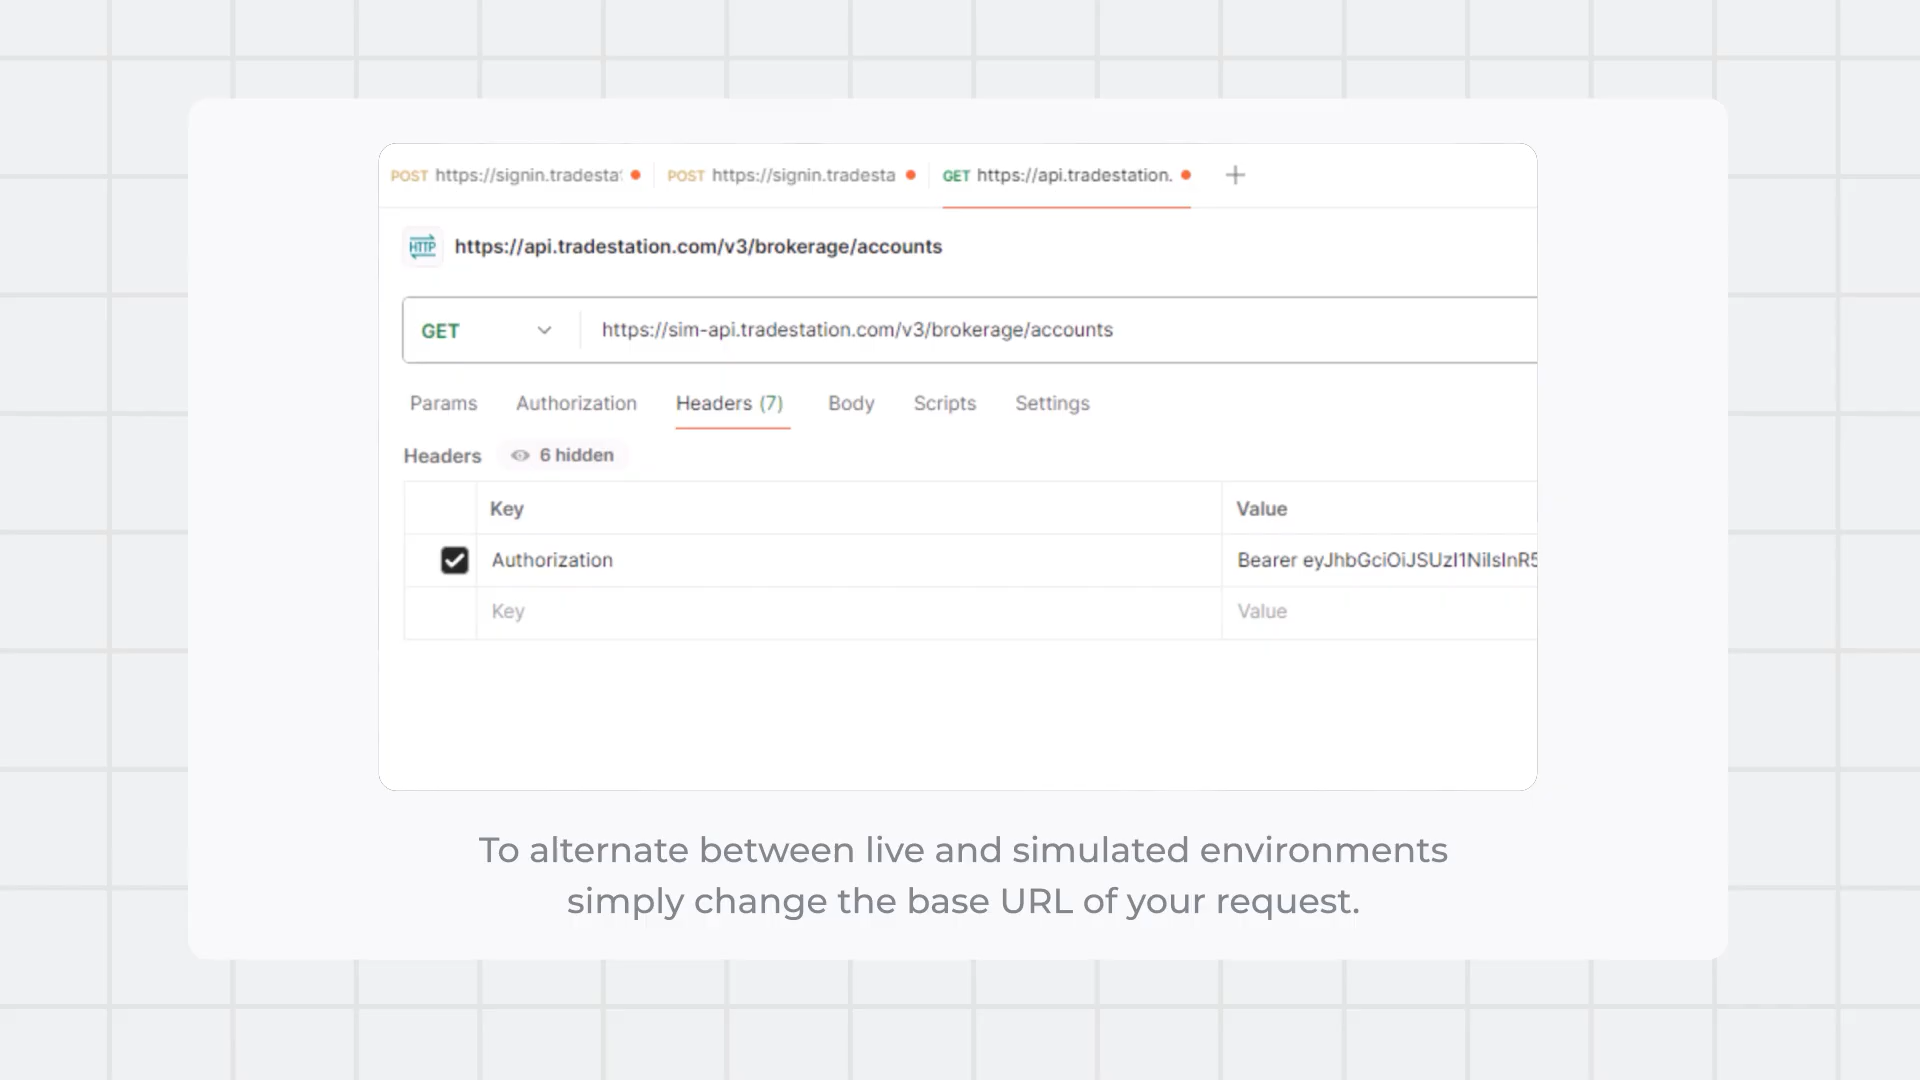 POST https://signin.tradesta POST https://signin.tradesta GET https://api.tradestation. +
HTTP https://api.tradestation.com/v3/brokerage/accounts
GET https://sim-api.tradestation.com/v3/brokerage/accounts
Params Authorization Headers (7) Body Scripts Settings
Headers 6 hidden
Key Value
Authorization Bearer eyJhbGciOiJSUzI1NiIsInR5
Key Value
To alternate between live and simulated environments
simply change the base URL of your request.